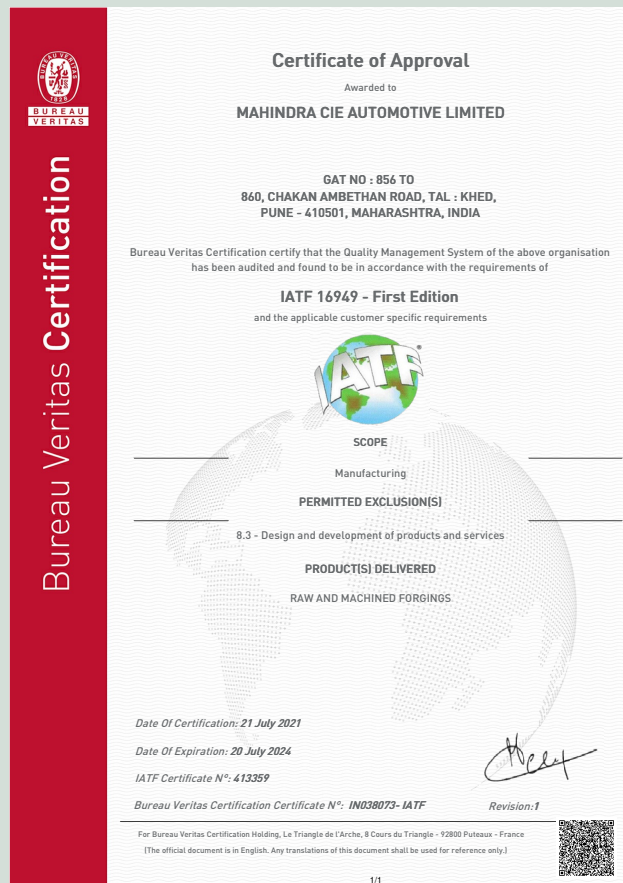 BUREAU VERITAS
1828
BUREAU
VERITAS
Bureau Veritas Certification
Certificate of Approval
Awarded to
MAHINDRA CIE AUTOMOTIVE LIMITED
GAT NO : 856 TO
860, CHAKAN AMBETHAN ROAD, TAL : KHED,
PUNE - 410501, MAHARASHTRA, INDIA
Bureau Veritas Certification certify that the Quality Management System of the above organisation
has been audited and found to be in accordance with the requirements of
IATF 16949 - First Edition
and the applicable customer specific requirements
IATF®
SCOPE
Manufacturing
PERMITTED EXCLUSION(S)
8.3 - Design and development of products and services
PRODUCT(S) DELIVERED
RAW AND MACHINED FORGINGS
Date Of Certification: 21 July 2021
Date Of Expiration: 20 July 2024
IATF Certificate N°: 413359
Bureau Veritas Certification Certificate N°: IN038073- IATF
Revision:1
For Bureau Veritas Certification Holding, Le Triangle de l'Arche, 8 Cours du Triangle - 92800 Puteaux - France
(The official document is in English. Any translations of this document shall be used for reference only.)
1/1